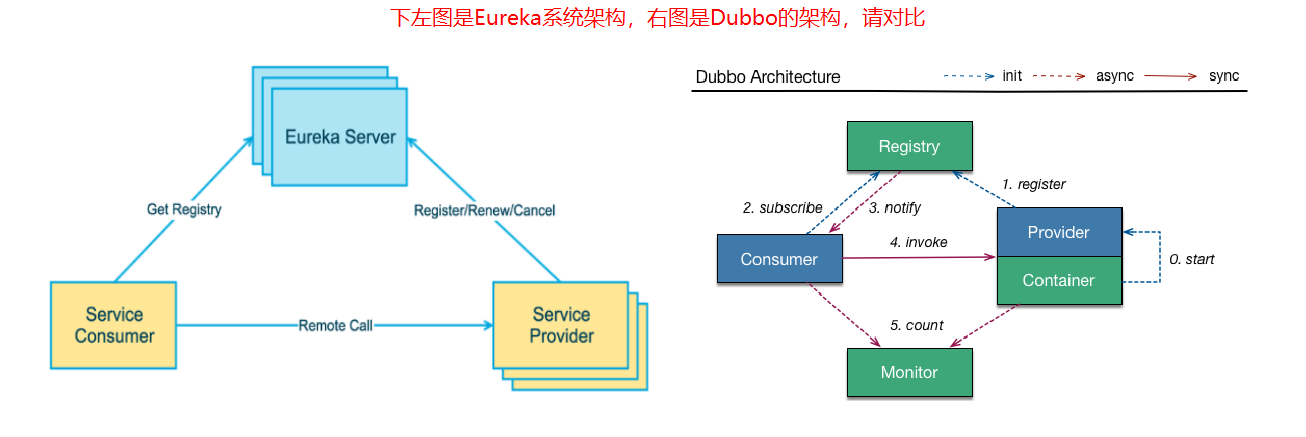 下左图是Eureka系统架构，右图是Dubbo的架构，请对比
Eureka Server
Get Registry
Register/Renew/Cancel
Service
Consumer
Remote Call
Service
Provider
Dubbo Architecture
init
async
sync
Registry
1. register
2. subscribe
3. notify
Provider
4. invoke
Consumer
0. start
Container
5. count
Monitor